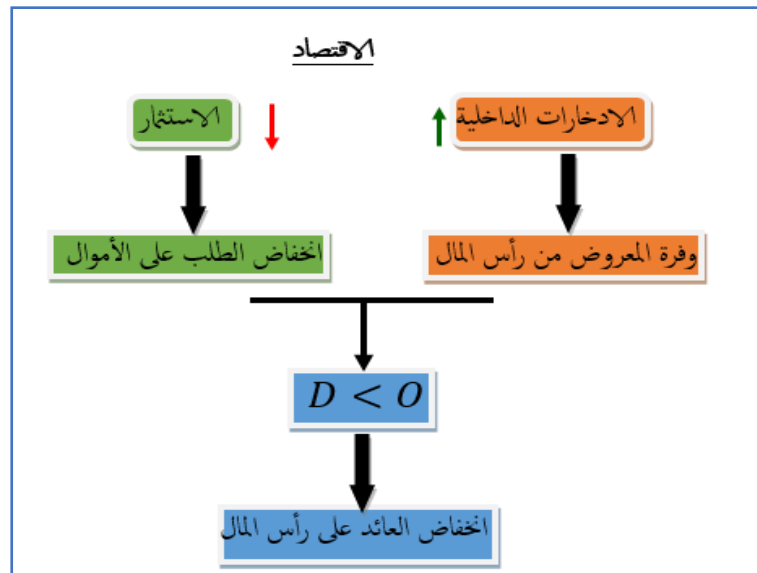 الاقتصاد
الادخارات الداخلية
الاستثمار
وفرة المعروض من رأس المال
انخفاض الطلب على الأموال
D < O
انخفاض العائد على رأس المال